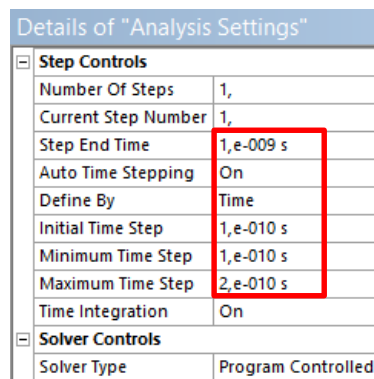 Details of "Analysis Settings"
Step Controls
Number Of Steps 1,
Current Step Number 1,
Step End Time 1,e-009 s
Auto Time Stepping On
Define By Time
Initial Time Step 1,e-010 s
Minimum Time Step 1,e-010 s
Maximum Time Step 2,e-010 s
Time Integration On
Solver Controls
Solver Type Program Controlled